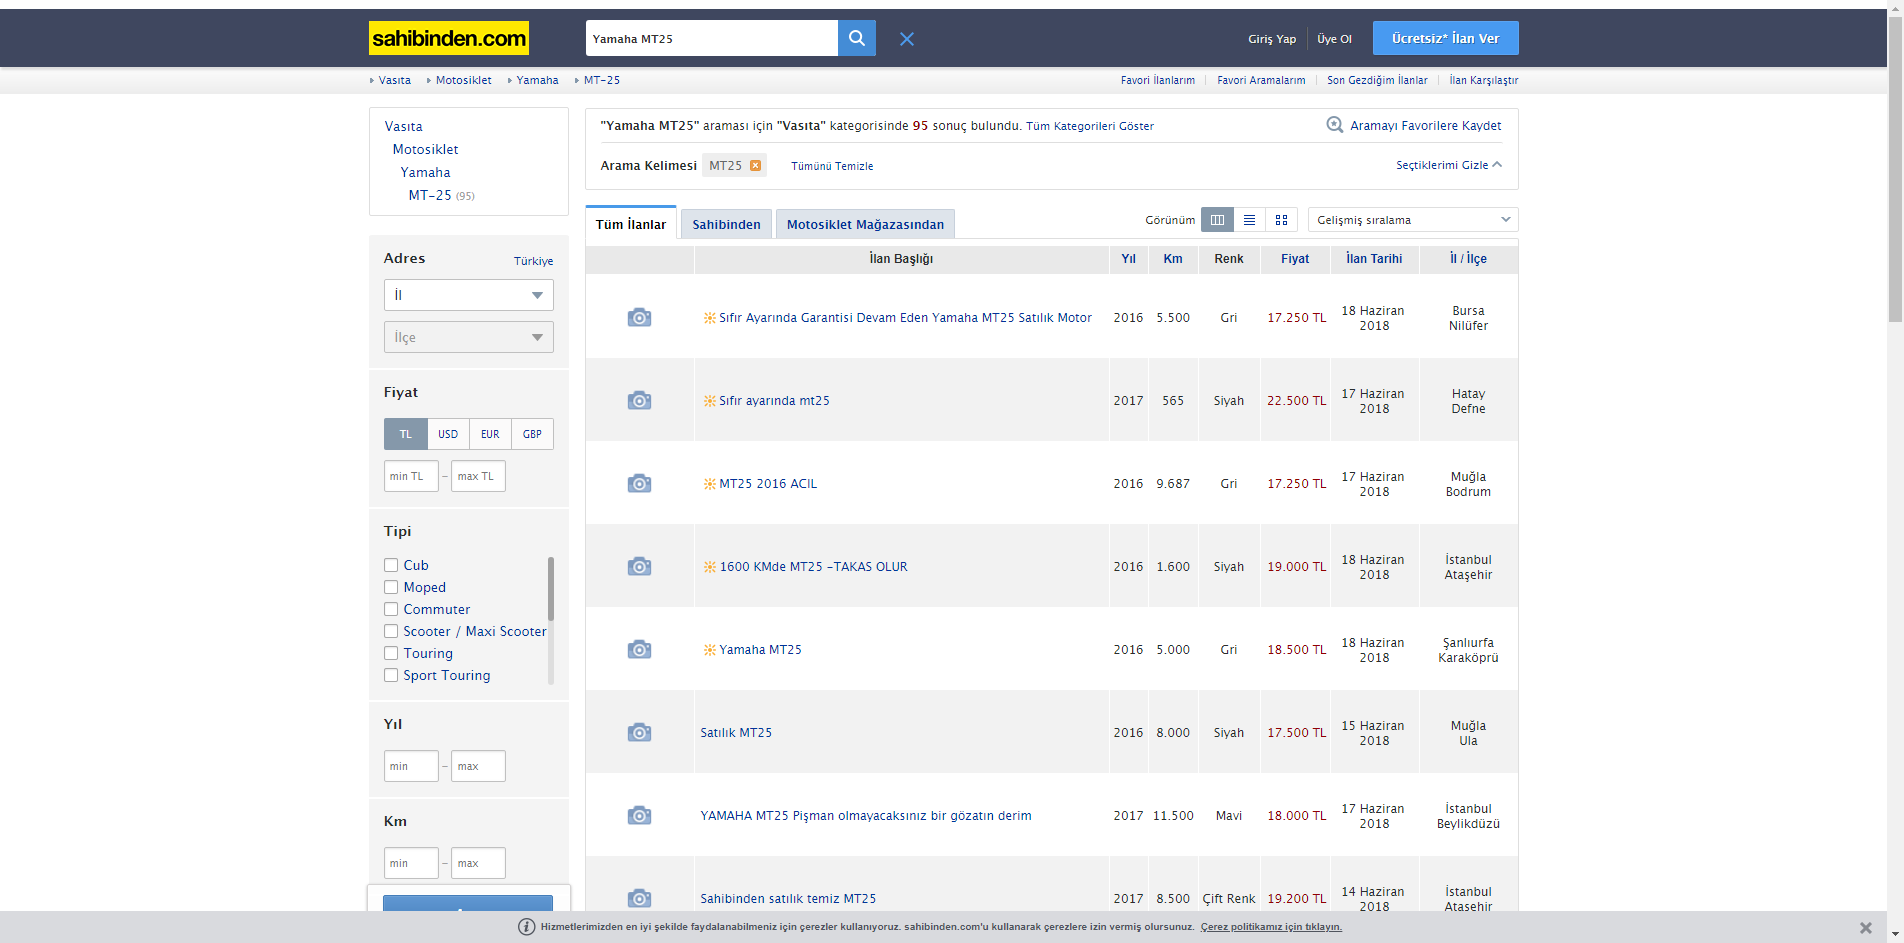 sahibinden.com
Yamaha MT25
Giriş Yap
Üye Ol
Ücretsiz* İlan Ver
Vasıta Motosiklet Yamaha MT-25
Favori İlanlarım Favori Aramalarım Son Gezdiğim İlanlar İlan Karşılaştır
Vasıta
Motosiklet
Yamaha
MT-25 (95)
Adres Türkiye
İl
İlçe
Fiyat
TL USD EUR GBP
min TL – max TL
Tipi
Cub
Moped
Commuter
Scooter / Maxi Scooter
Touring
Sport Touring
Yıl
min – max
Km
min – max
"Yamaha MT25" araması için "Vasıta" kategorisinde 95 sonuç bulundu. Tüm Kategorileri Göster
Aramayı Favorilere Kaydet
Arama Kelimesi MT25 Tümünü Temizle
Seçtiklerimi Gizle
Tüm İlanlar Sahibinden Motosiklet Mağazasından
Görünüm
Gelişmiş sıralama
İlan Başlığı Yıl Km Renk Fiyat İlan Tarihi İl / İlçe
Sıfır Ayarında Garantisi Devam Eden Yamaha MT25 Satılık Motor 2016 5.500 Gri 17.250 TL 18 Haziran 2018 Bursa Nilüfer
Sıfır ayarında mt25 2017 565 Siyah 22.500 TL 17 Haziran 2018 Hatay Defne
MT25 2016 ACIL 2016 9.687 Gri 17.250 TL 17 Haziran 2018 Muğla Bodrum
1600 KMde MT25 -TAKAS OLUR 2016 1.600 Siyah 19.000 TL 18 Haziran 2018 İstanbul Ataşehir
Yamaha MT25 2016 5.000 Gri 18.500 TL 18 Haziran 2018 Şanlıurfa Karaköprü
Satılık MT25 2016 8.000 Siyah 17.500 TL 15 Haziran 2018 Muğla Ula
YAMAHA MT25 Pişman olmayacaksınız bir gözatın derim 2017 11.500 Mavi 18.000 TL 17 Haziran 2018 İstanbul Beylikdüzü
Sahibinden satılık temiz MT25 2017 8.500 Çift Renk 19.200 TL 14 Haziran 2018 İstanbul Ataşehir
Hizmetlerimizden en iyi şekilde faydalanabilmeniz için çerezler kullanıyoruz. sahibinden.com'u kullanarak çerezlere izin vermiş olursunuz. Çerez politikamız için tıklayın.